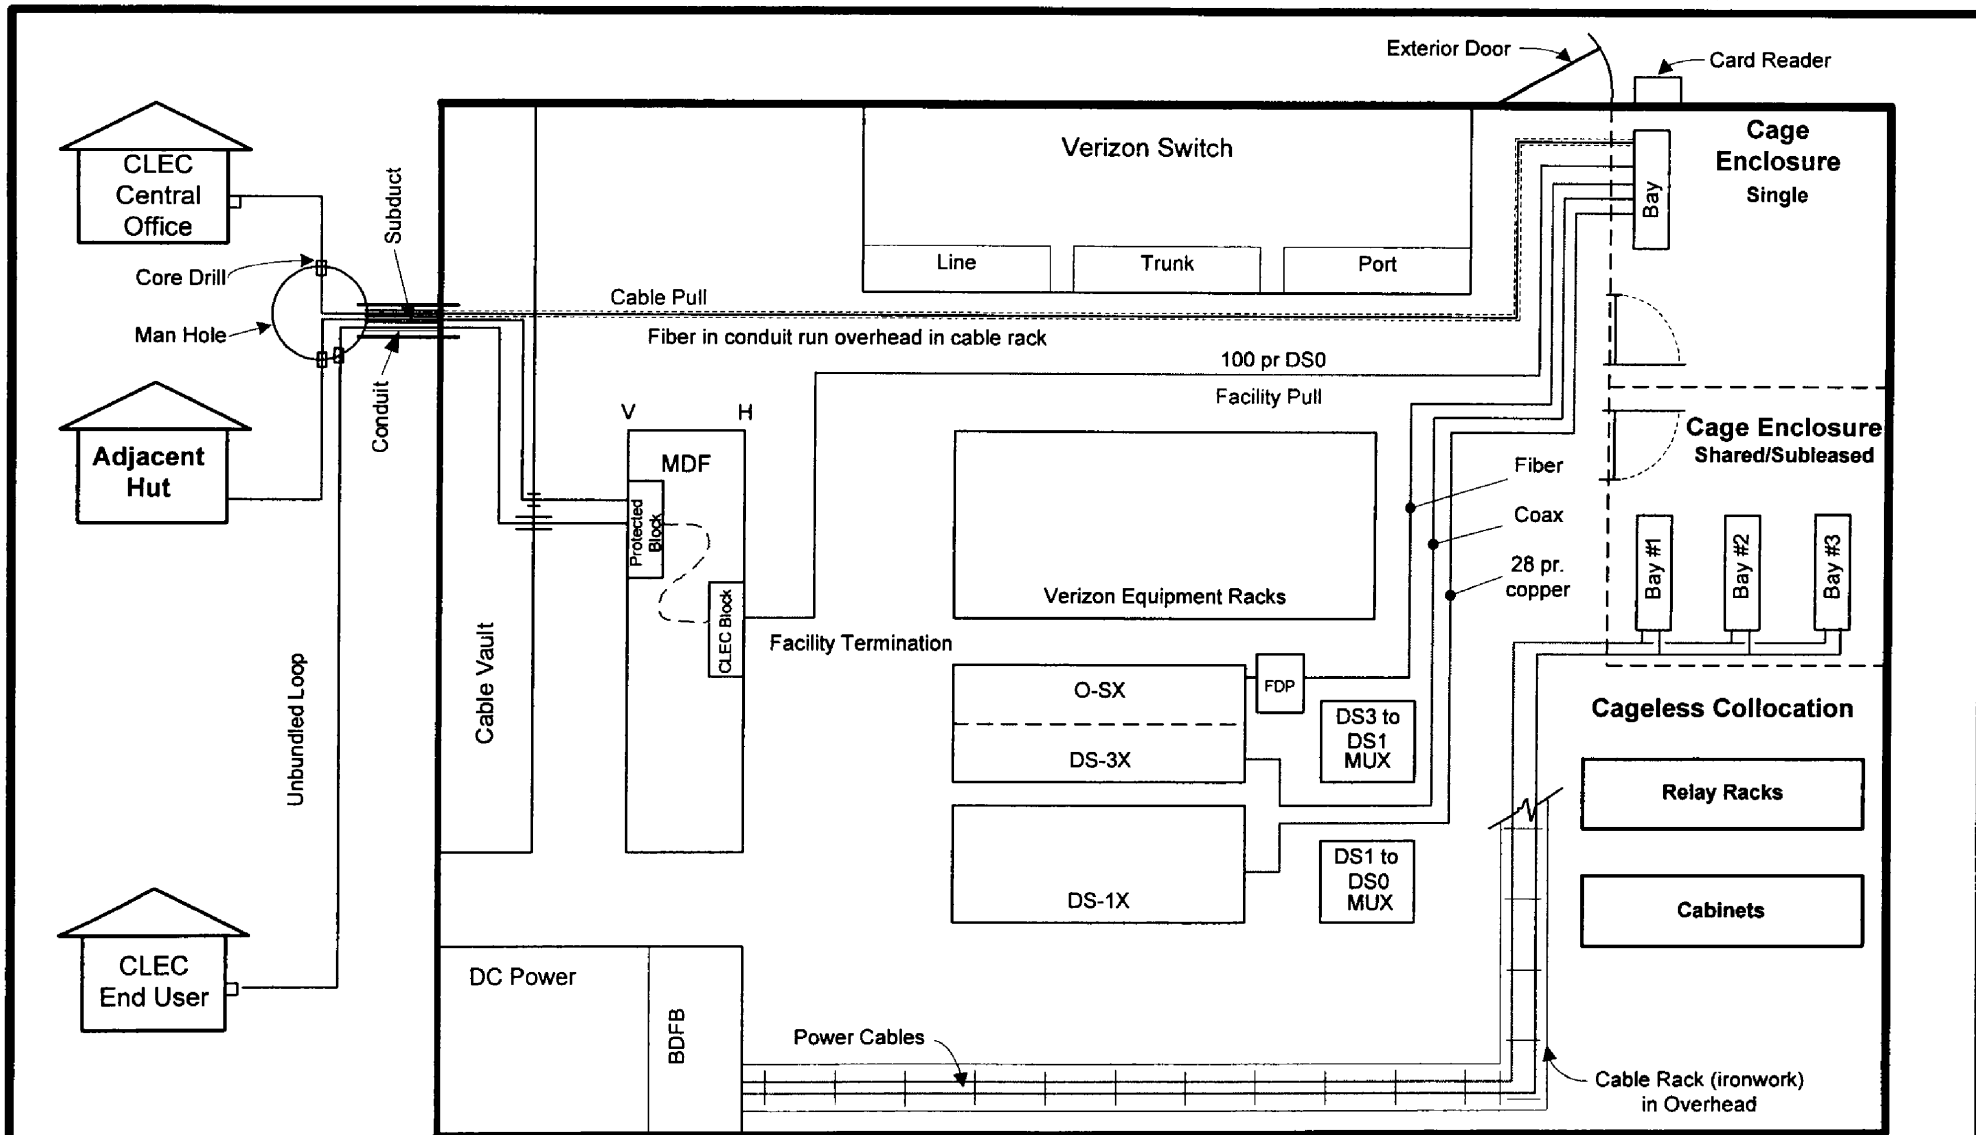 Exterior Door
Card Reader
CLEC
Central
Office
Core Drill
Man Hole
Subduct
Conduit
Adjacent
Hut
Unbundled Loop
CLEC
End User
Verizon Switch
Line
Trunk
Port
Cable Pull
Fiber in conduit run overhead in cable rack
100 pr DS0
Facility Pull
Bay
Cage
Enclosure
Single
Cage Enclosure
Shared/Subleased
Bay #1
Bay #2
Bay #3
V
H
MDF
Protected
Block
CLEC Block
Facility Termination
Cable Vault
Verizon Equipment Racks
Fiber
Coax
28 pr.
copper
O-SX
DS-3X
FDP
DS3 to
DS1
MUX
DS-1X
DS1 to
DS0
MUX
Cageless Collocation
Relay Racks
Cabinets
DC Power
BDFB
Power Cables
Cable Rack (ironwork)
in Overhead